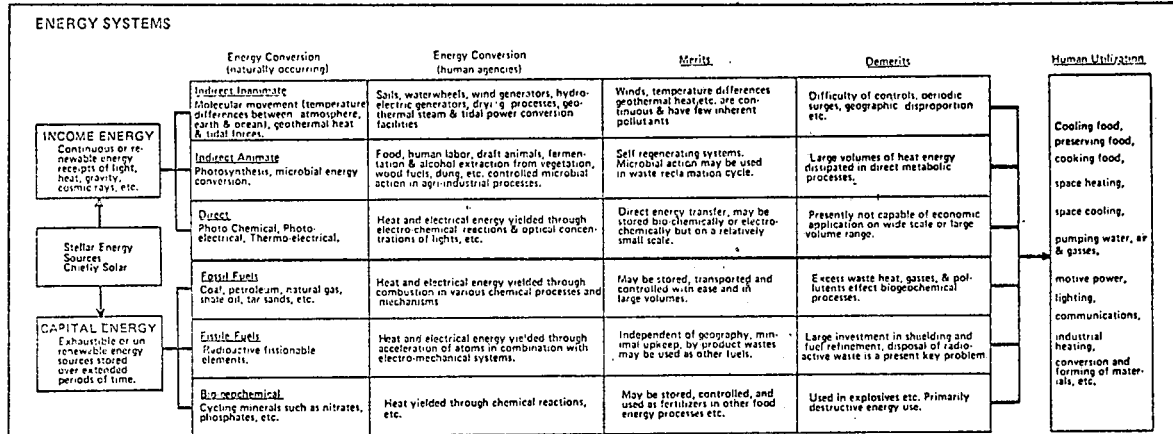 ENERGY SYSTEMS
Energy Conversion
(naturally occurring)
Energy Conversion
(human agencies)
Merits
Demerits
Human Utilization
INCOME ENERGY
Continuous or re-
newable energy
receipts of light,
heat, gravity,
cosmic rays, etc.
Stellar Energy
Sources
Chiefly Solar
CAPITAL ENERGY
Exhaustible or un
renewable energy
sources stored
over extended
periods of time.
Indirect Inanimate
Molecular movement (temperature
differences between atmosphere,
earth & ocean), geothermal heat
& tidal forces.
Sails, waterwheels, wind generators, hydro-
electric generators, drying processes, geo-
thermal steam & tidal power conversion
facilities
Winds, temperature differences
geothermal heat, etc. are con-
tinuous & have few inherent
pollutants
Difficulty of controls, periodic
surges, geographic disproportion
etc.
Indirect Animate
Photosynthesis, microbial energy
conversion.
Food, human labor, draft animals, fermen-
tation & alcohol extraction from vegetation,
wood fuels, dung, etc. controlled microbial
action in agri-industrial processes.
Self regenerating systems.
Microbial action may be used
in waste reclamation cycle.
Large volumes of heat energy
dissipated in direct metabolic
processes.
Direct
Photo Chemical, Photo-
electrical, Thermo-electrical,
Heat and electrical energy yielded through
electro-chemical reactions & optical concen-
trations of lights, etc.
Direct energy transfer, may be
stored bio-chemically or electro-
chemically but on a relatively
small scale.
Presently not capable of economic
application on wide scale or large
volume range.
Fossil Fuels
Coal, petroleum, natural gas,
shale oil, tar sands, etc.
Heat and electrical energy yielded through
combustion in various chemical processes and
mechanisms
May be stored, transported and
controlled with ease and in
large volumes.
Excess waste heat, gasses, & pol-
lutents effect biogeochemical
processes.
Fissile Fuels
Radioactive fissionable
elements.
Heat and electrical energy yielded through
acceleration of atoms in combination with
electro-mechanical systems.
Independent of geography, min-
imal upkeep, by product wastes
may be used as other fuels.
Large investment in shielding and
fuel refinement, disposal of radio-
active waste is a present key problem.
Biogeochemical
Cycling minerals such as nitrates,
phosphates, etc.
Heat yielded through chemical reactions,
etc.
May be stored, controlled, and
used as fertilizers in other food
energy processes etc.
Used in explosives etc. Primarily
destructive energy use.
Cooling food,
preserving food,
cooking food,
space heating,
space cooling,
pumping water, air
& gasses,
motive power,
lighting,
communications,
industrial
heating,
conversion and
forming of mater-
ials, etc.